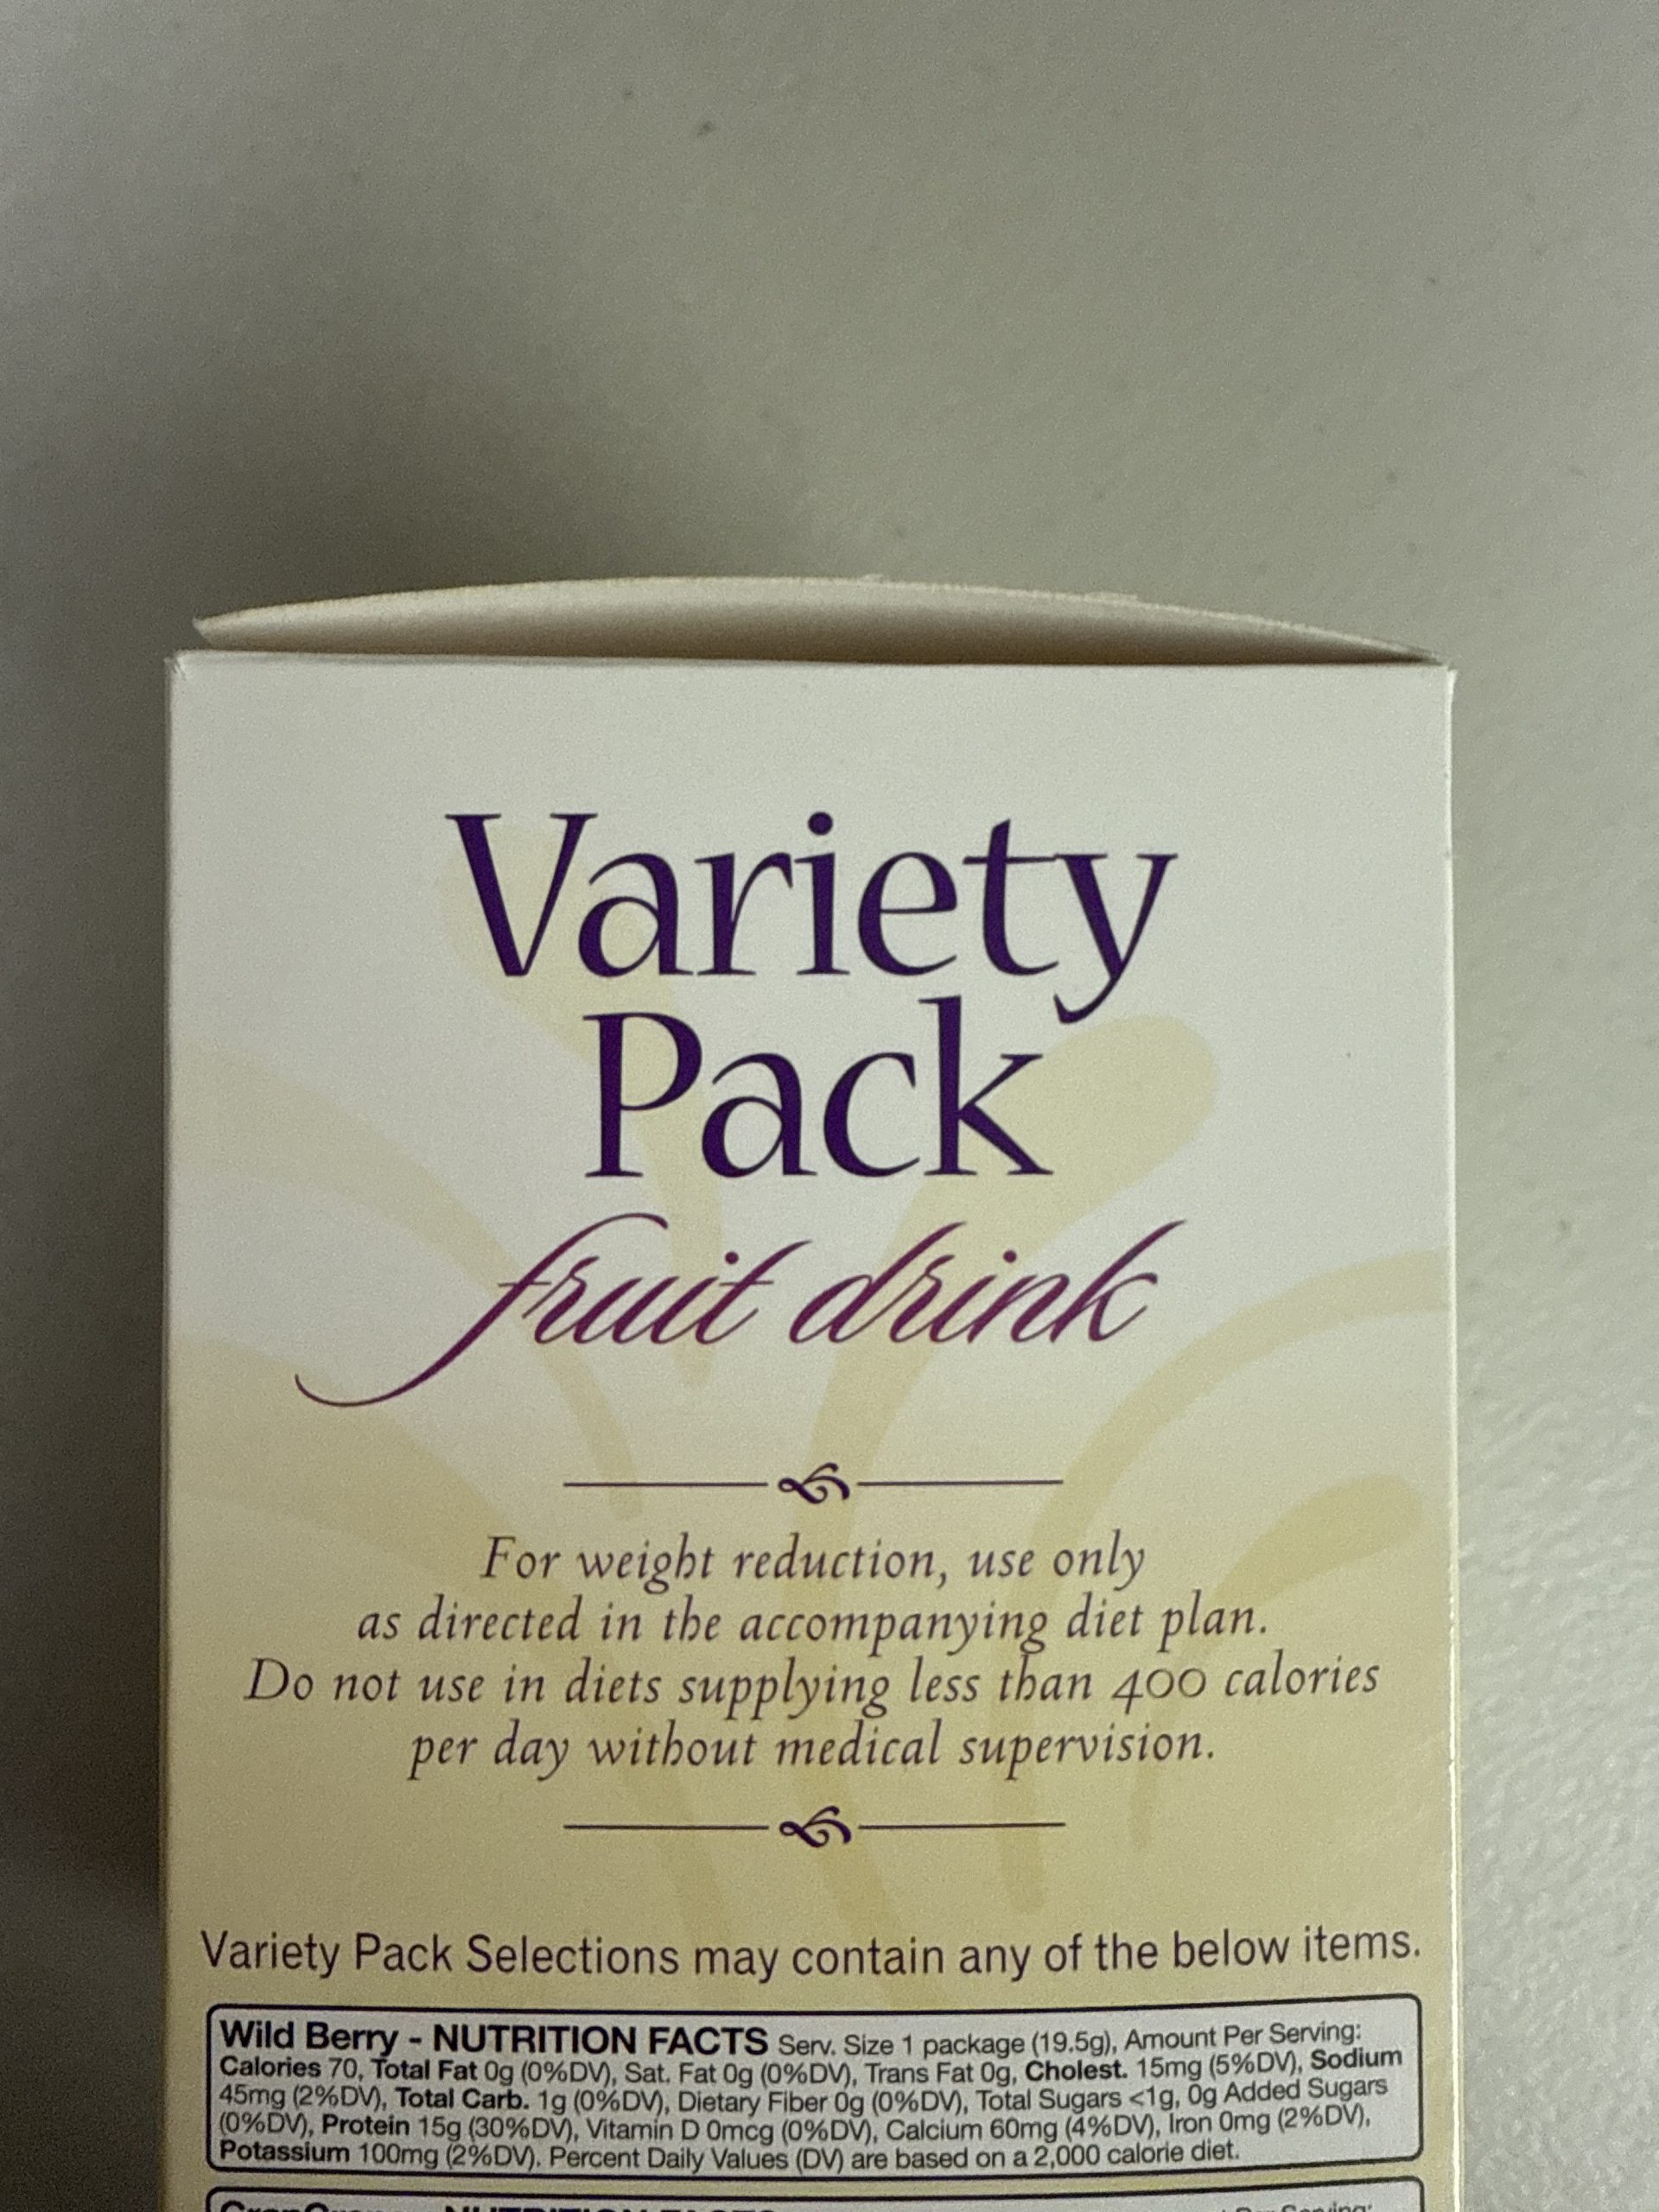 Variety
Pack
fruit drink
For weight reduction, use only
as directed in the accompanying diet plan.
Do not use in diets supplying less than 400 calories
per day without medical supervision.
Variety Pack Selections may contain any of the below items.
Wild Berry - NUTRITION FACTS Serv. Size 1 package (19.5g), Amount Per Serving:
Calories 70, Total Fat 0g (0%DV), Sat. Fat 0g (0%DV), Trans Fat 0g, Cholest. 15mg (5%DV), Sodium
45mg (2%DV), Total Carb. 1g (0%DV), Dietary Fiber 0g (0%DV), Total Sugars <1g, 0g Added Sugars
(0%DV), Protein 15g (30%DV), Vitamin D 0mcg (0%DV), Calcium 60mg (4%DV), Iron 0mg (2%DV),
Potassium 100mg (2%DV). Percent Daily Values (DV) are based on a 2,000 calorie diet.
NUTRITION FACTS